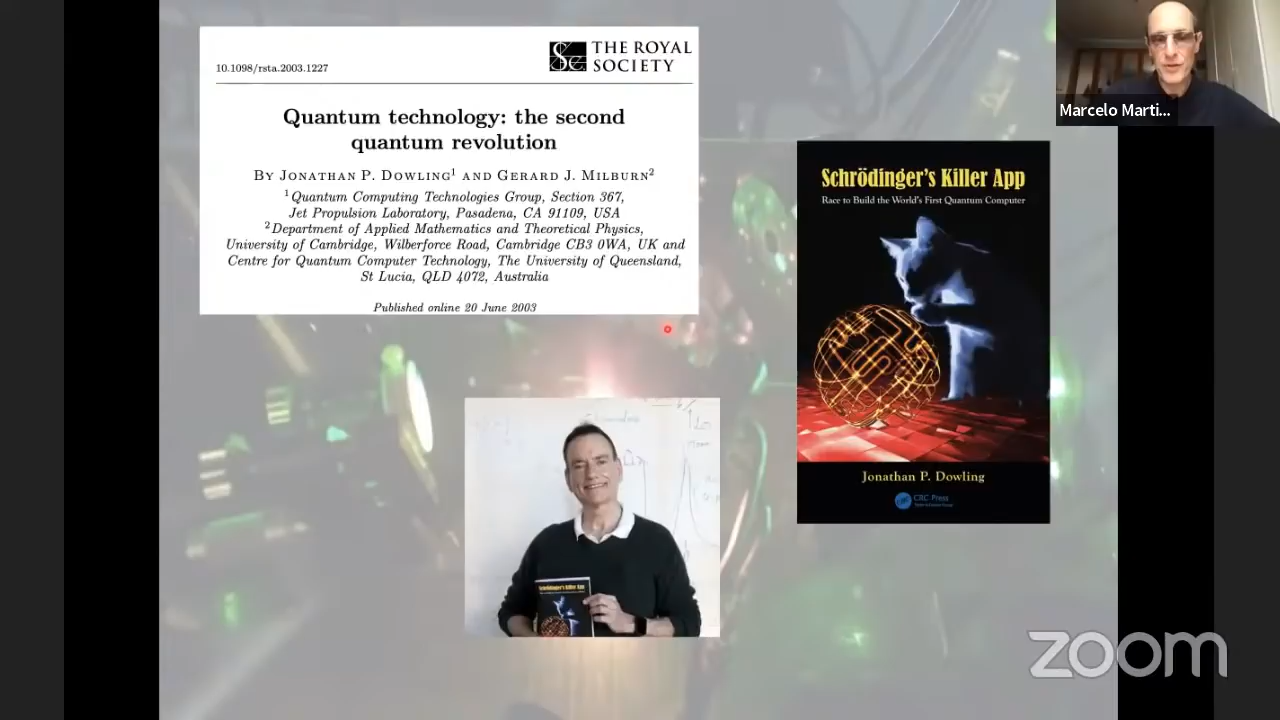 THE ROYAL
SOCIETY
10.1098/rsta.2003.1227
Quantum technology: the second
quantum revolution
By Jonathan P. Dowling¹ and Gerard J. Milburn²
¹Quantum Computing Technologies Group, Section 367,
Jet Propulsion Laboratory, Pasadena, CA 91109, USA
²Department of Applied Mathematics and Theoretical Physics,
University of Cambridge, Wilberforce Road, Cambridge CB3 0WA, UK and
Centre for Quantum Computer Technology, The University of Queensland,
St Lucia, QLD 4072, Australia
Published online 20 June 2003
Marcelo Marti...
Schrödinger's Killer App
Race to Build the World's First Quantum Computer
Jonathan P. Dowling
CRC Press
Schrödinger's Killer App
zoom